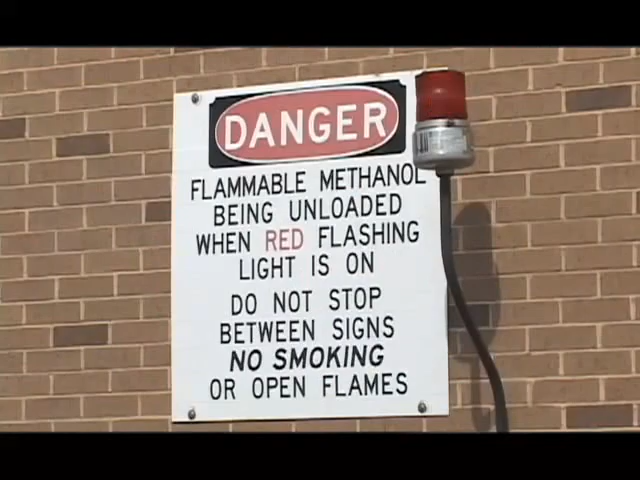 DANGER
FLAMMABLE METHANOL
BEING UNLOADED
WHEN RED FLASHING
LIGHT IS ON
DO NOT STOP
BETWEEN SIGNS
NO SMOKING
OR OPEN FLAMES